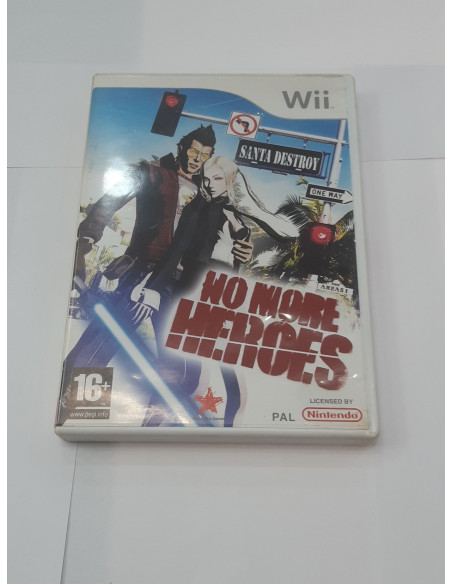 Wii
SANTA DESTROY
ONE WAY
NO MORE
HEROES
16+
www.pegi.info
LICENSED BY
PAL
Nintendo